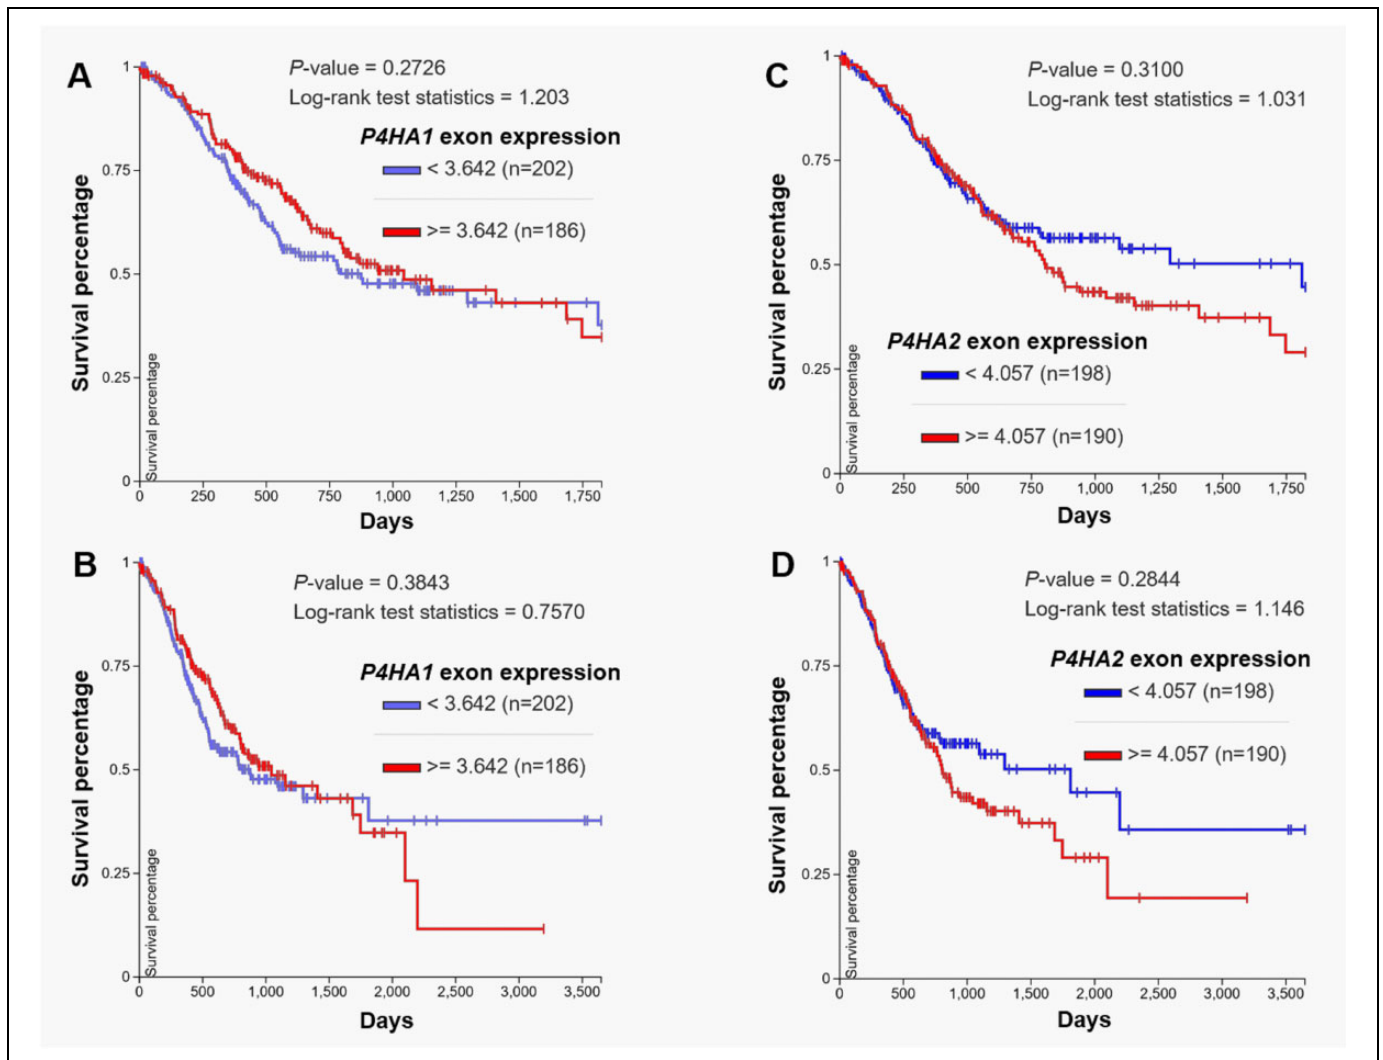 A
P-value = 0.2726
Log-rank test statistics = 1.203
P4HA1 exon expression
< 3.642 (n=202)
>= 3.642 (n=186)
Survival percentage
Survival percentage
1
0.75
0.5
0.25
0
0 250 500 750 1,000 1,250 1,500 1,750
Days
C
P-value = 0.3100
Log-rank test statistics = 1.031
P4HA2 exon expression
< 4.057 (n=198)
>= 4.057 (n=190)
Survival percentage
Survival percentage
1
0.75
0.5
0.25
0
0 250 500 750 1,000 1,250 1,500 1,750
Days
B
P-value = 0.3843
Log-rank test statistics = 0.7570
P4HA1 exon expression
< 3.642 (n=202)
>= 3.642 (n=186)
Survival percentage
Survival percentage
1
0.75
0.5
0.25
0
0 500 1,000 1,500 2,000 2,500 3,000 3,500
Days
D
P-value = 0.2844
Log-rank test statistics = 1.146
P4HA2 exon expression
< 4.057 (n=198)
>= 4.057 (n=190)
Survival percentage
Survival percentage
1
0.75
0.5
0.25
0
0 500 1,000 1,500 2,000 2,500 3,000 3,500
Days